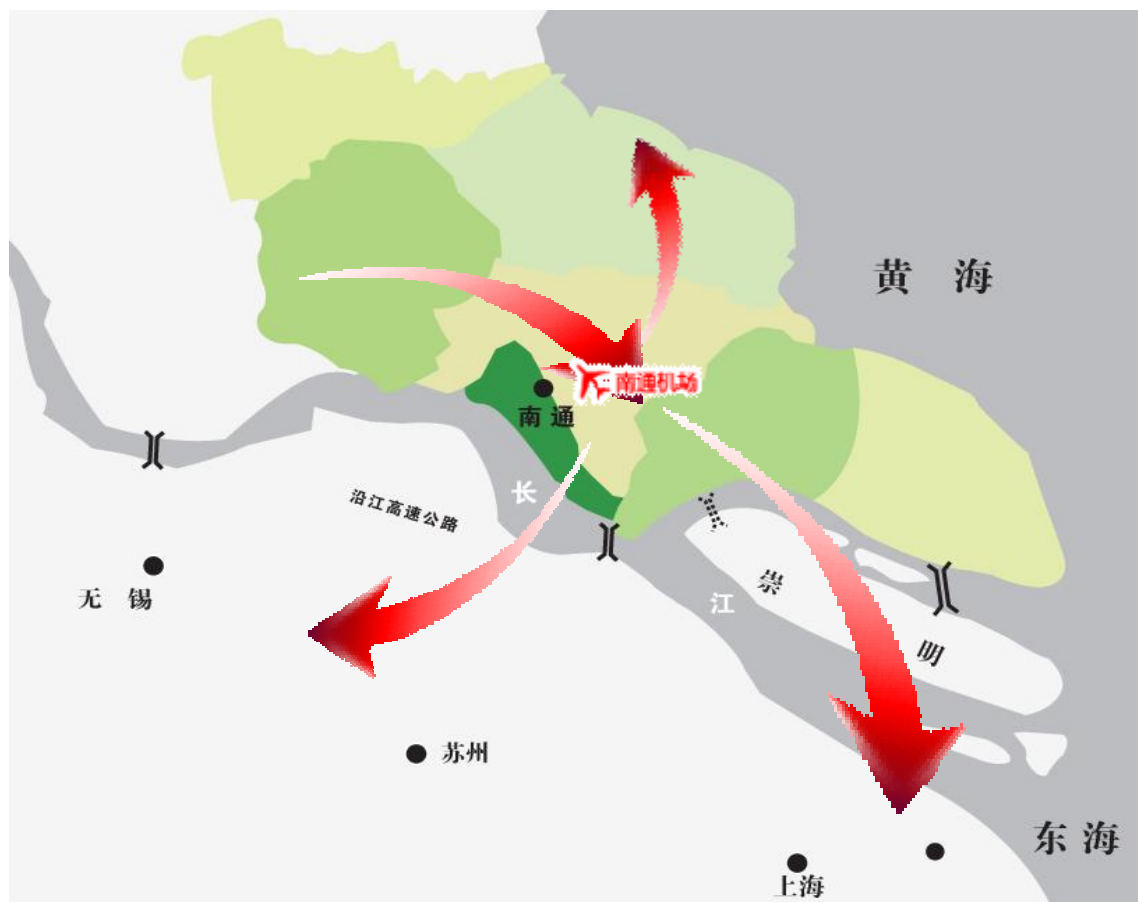 黄 海
南通机场
南 通
长
沿江高速公路
崇
无 锡
江
明
苏州
东 海
上海